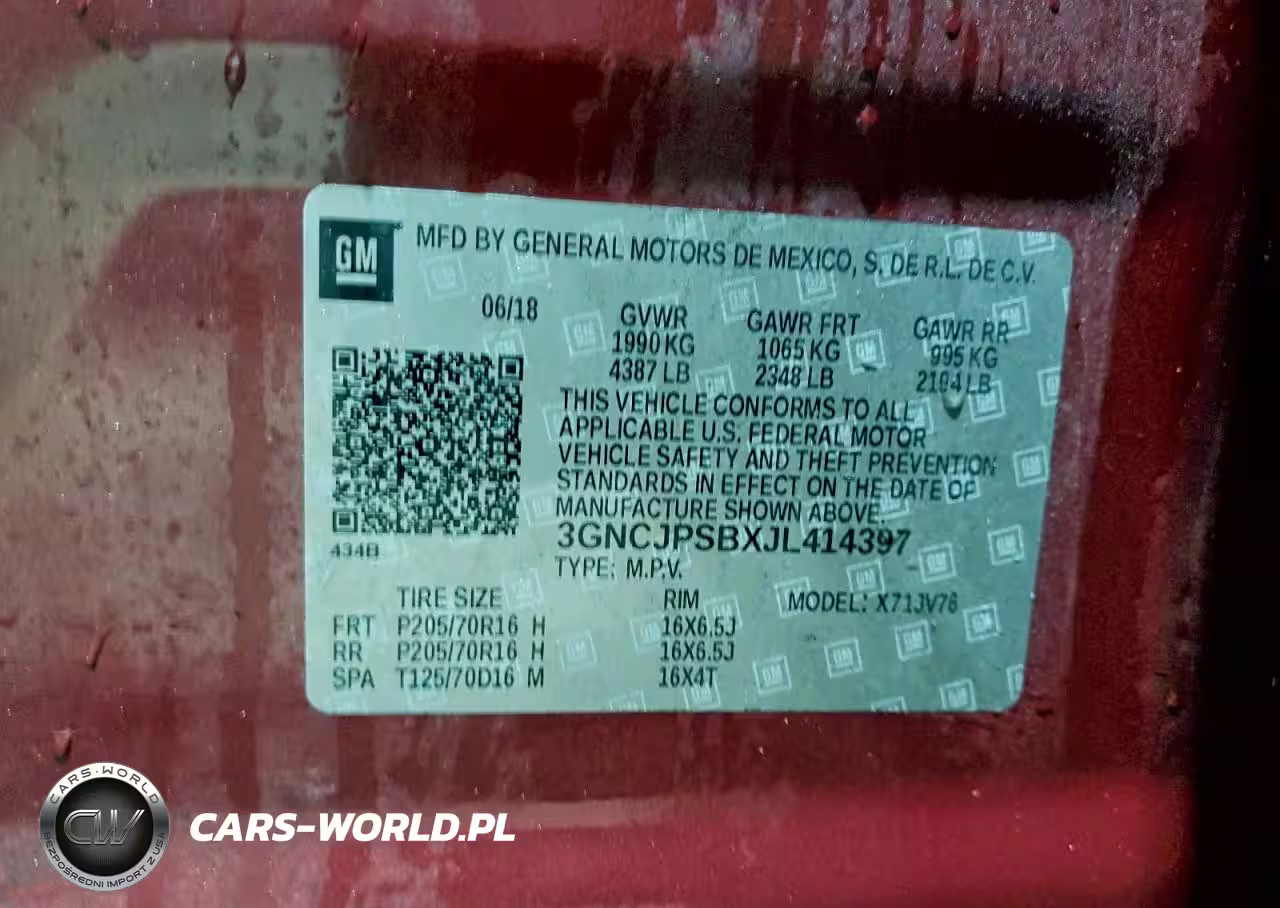 GM
MFD BY GENERAL MOTORS DE MEXICO, S. DE R.L. DE C.V.
06/18 GVWR GAWR FRT GAWR RR
1990 KG 1065 KG 995 KG
4387 LB 2348 LB 2194 LB
THIS VEHICLE CONFORMS TO ALL
APPLICABLE U.S. FEDERAL MOTOR
VEHICLE SAFETY AND THEFT PREVENTION
STANDARDS IN EFFECT ON THE DATE OF
MANUFACTURE SHOWN ABOVE.
434B
3GNCJPSBXJL414397
TYPE: M.P.V.
TIRE SIZE RIM MODEL: X71JV76
FRT P205/70R16 H 16X6.5J
RR P205/70R16 H 16X6.5J
SPA T125/70D16 M 16X4T
CARS-WORLD
CW
BEZPOŚREDNI IMPORT Z USA
CARS-WORLD.PL